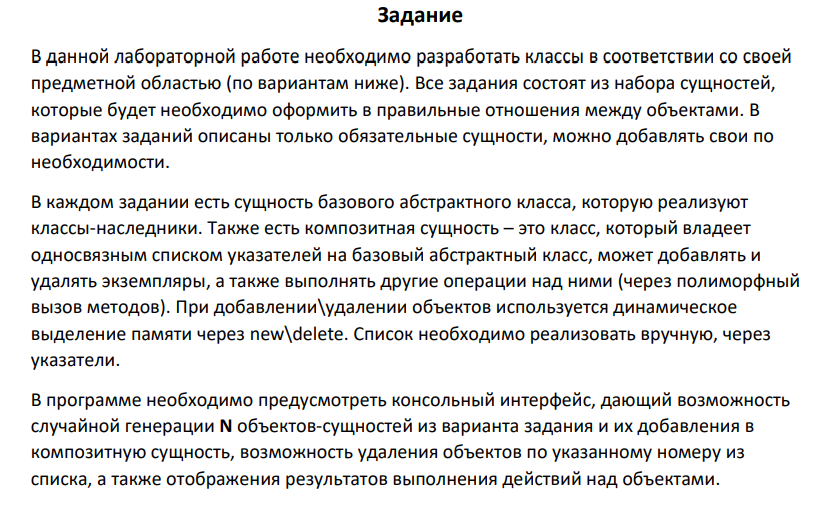 Задание
В данной лабораторной работе необходимо разработать классы в соответствии со своей
предметной областью (по вариантам ниже). Все задания состоят из набора сущностей,
которые будет необходимо оформить в правильные отношения между объектами. В
вариантах заданий описаны только обязательные сущности, можно добавлять свои по
необходимости.
В каждом задании есть сущность базового абстрактного класса, которую реализуют
классы-наследники. Также есть композитная сущность – это класс, который владеет
односвязным списком указателей на базовый абстрактный класс, может добавлять и
удалять экземпляры, а также выполнять другие операции над ними (через полиморфный
вызов методов). При добавлении\удалении объектов используется динамическое
выделение памяти через new\delete. Список необходимо реализовать вручную, через
указатели.
В программе необходимо предусмотреть консольный интерфейс, дающий возможность
случайной генерации N объектов-сущностей из варианта задания и их добавления в
композитную сущность, возможность удаления объектов по указанному номеру из
списка, а также отображения результатов выполнения действий над объектами.